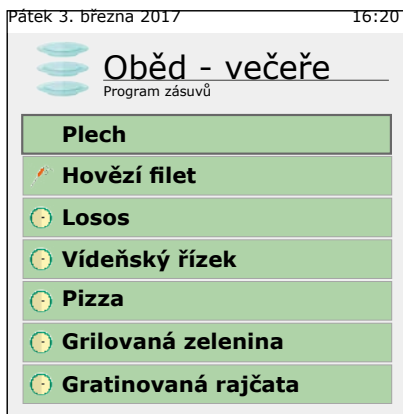 Pátek 3. března 2017 16:20
Oběd - večeře
Program zásuvů
Plech
Hovězí filet
Losos
Vídeňský řízek
Pizza
Grilovaná zelenina
Gratinovaná rajčata